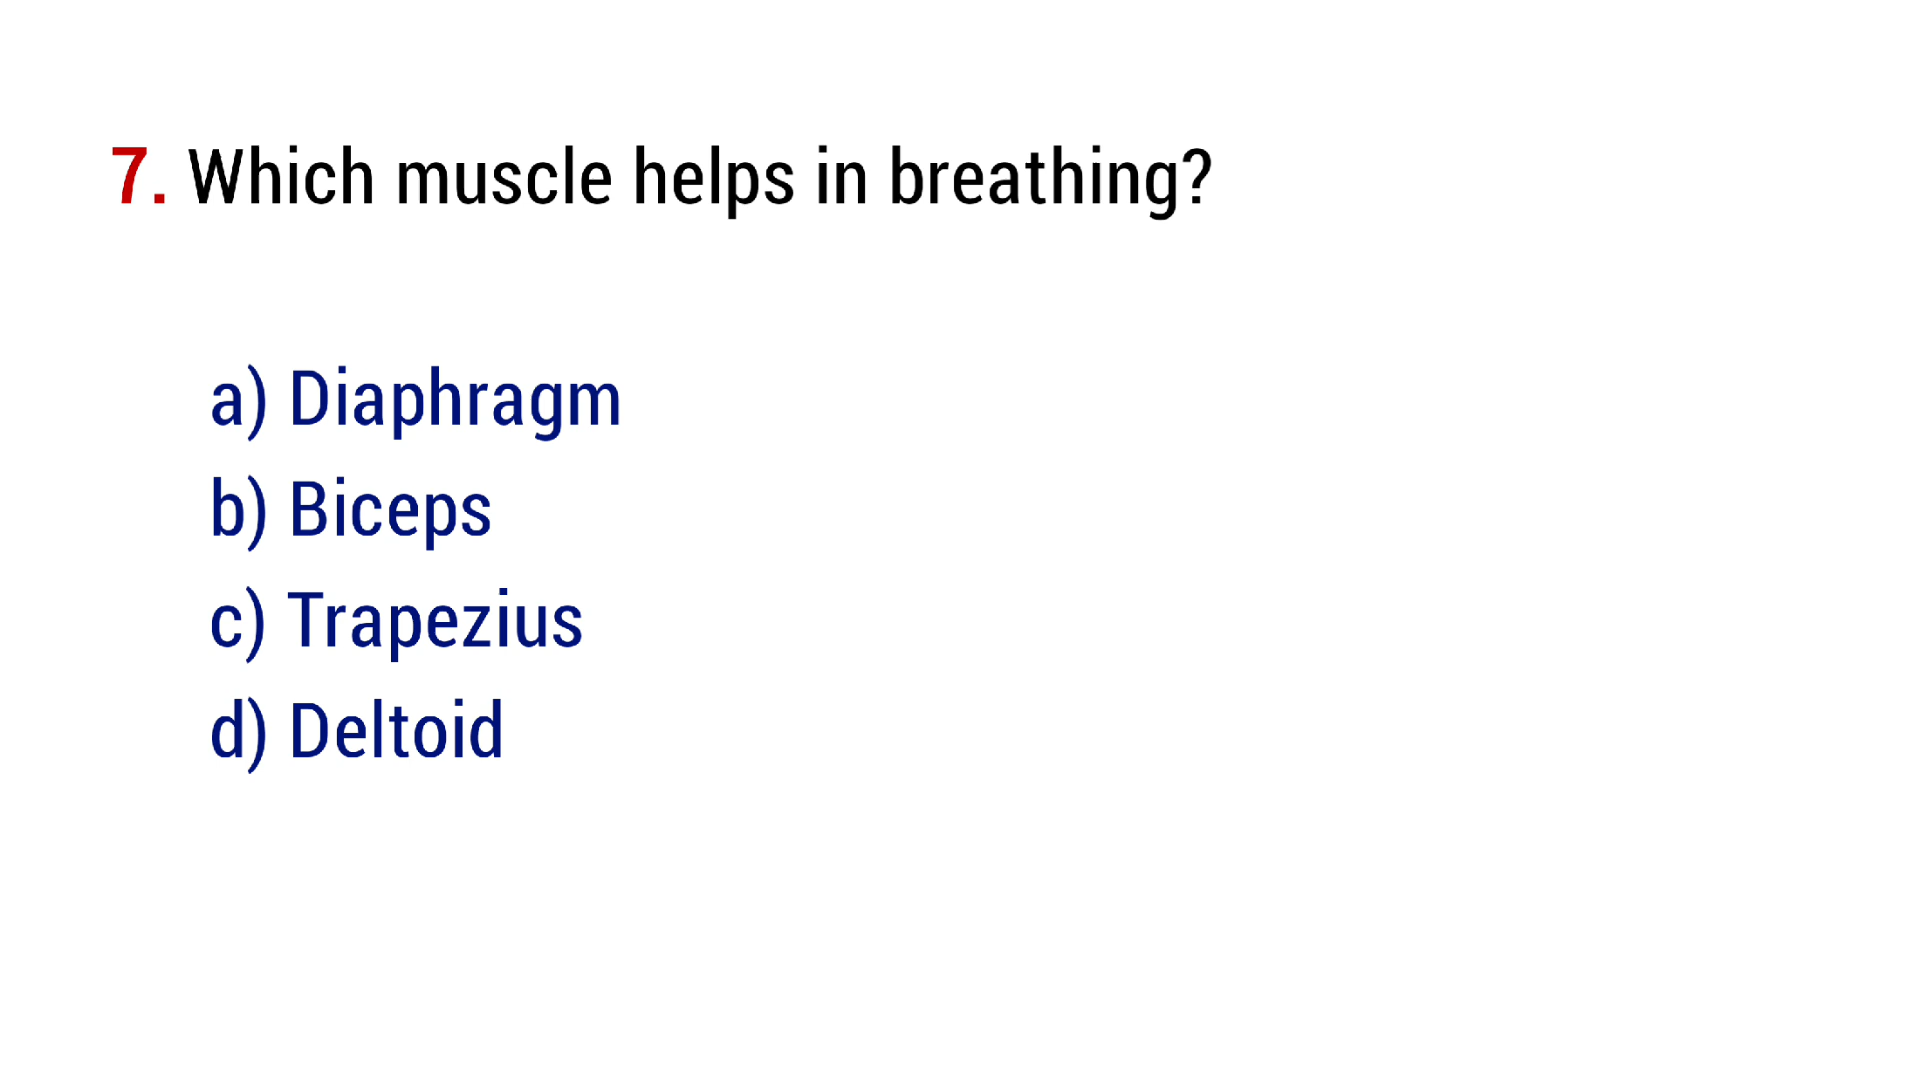 7. Which muscle helps in breathing?
a) Diaphragm
b) Biceps
c) Trapezius
d) Deltoid